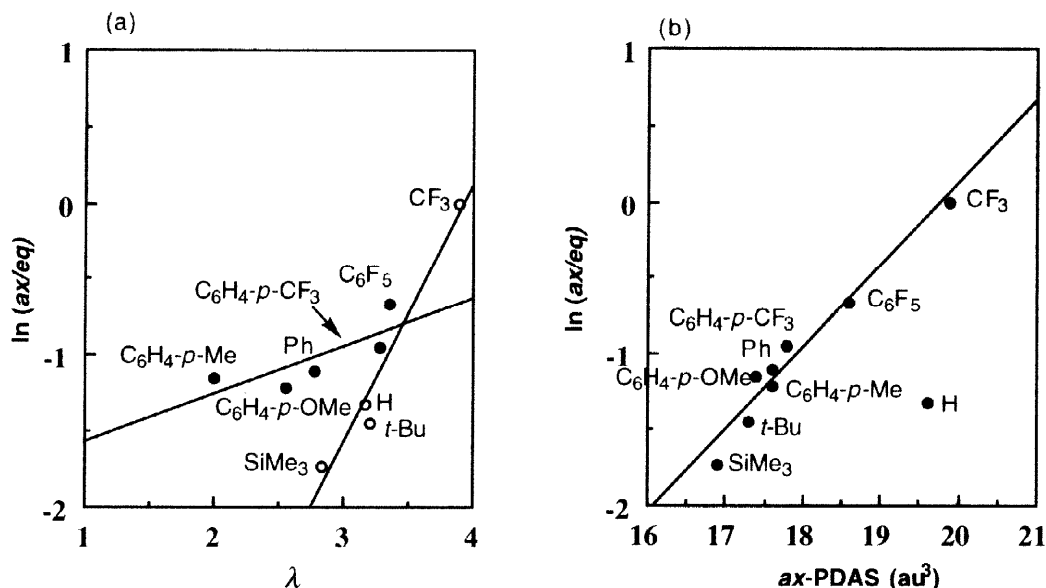 (a)
1
0
-1
-2
ln (ax/eq)
CF3
C6F5
C6H4-p-CF3
Ph
C6H4-p-Me
C6H4-p-OMe
H
t-Bu
SiMe3
1 2 3 4
λ
(b)
1
0
-1
-2
ln (ax/eq)
CF3
C6F5
C6H4-p-CF3
Ph
C6H4-p-OMe
C6H4-p-Me
H
t-Bu
SiMe3
16 17 18 19 20 21
ax-PDAS (au³)